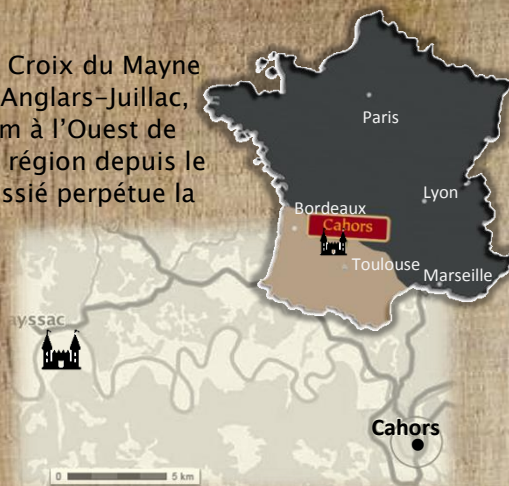 Croix du Mayne
Anglars-Juillac,
m à l’Ouest de
région depuis le
ssié perpétue la
Paris
Lyon
Bordeaux
Cahors
Toulouse
Marseille
ayssac
Cahors
0 5 km